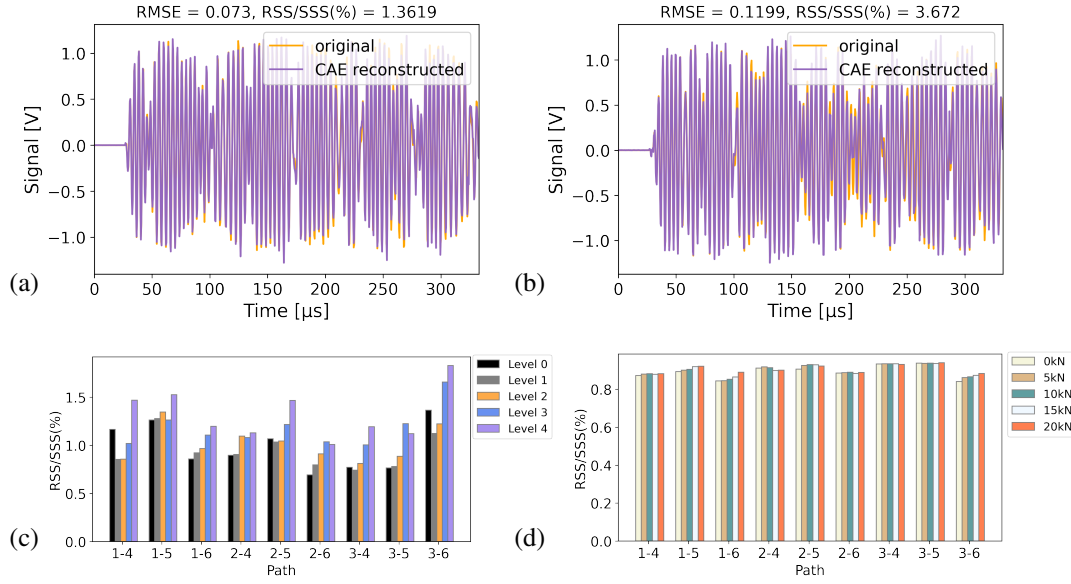 RMSE = 0.073, RSS/SSS(%) = 1.3619
original
CAE reconstructed
Signal [V]
1.0
0.5
0.0
−0.5
−1.0
0 50 100 150 200 250 300
Time [μs]
(a)
RMSE = 0.1199, RSS/SSS(%) = 3.672
original
CAE reconstructed
Signal [V]
1.0
0.5
0.0
−0.5
−1.0
0 50 100 150 200 250 300
Time [μs]
(b)
RSS/SSS(%)
1.5
1.0
0.5
0.0
1-4 1-5 1-6 2-4 2-5 2-6 3-4 3-5 3-6
Path
Level 0
Level 1
Level 2
Level 3
Level 4
(c)
RSS/SSS(%)
0.8
0.6
0.4
0.2
0.0
1-4 1-5 1-6 2-4 2-5 2-6 3-4 3-5 3-6
Path
0kN
5kN
10kN
15kN
20kN
(d)